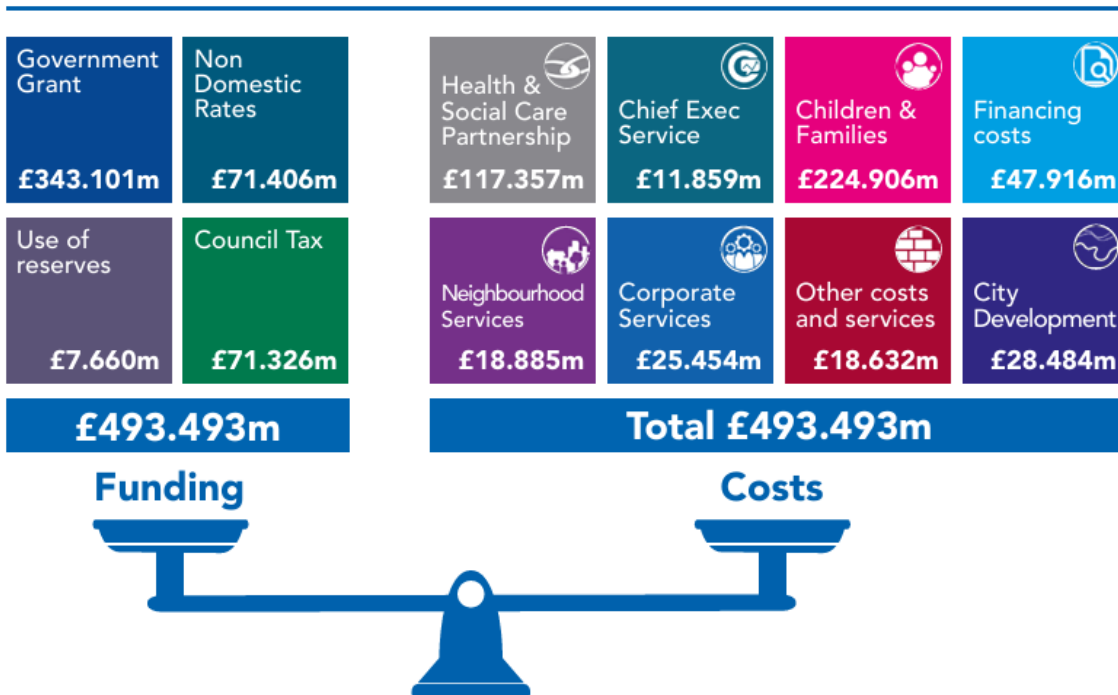 Government
Grant
£343.101m
Non
Domestic
Rates
£71.406m
Use of
reserves
£7.660m
Council Tax
£71.326m
£493.493m
Funding
Health &
Social Care
Partnership
£117.357m
Chief Exec
Service
£11.859m
Children &
Families
£224.906m
Financing
costs
£47.916m
Neighbourhood
Services
£18.885m
Corporate
Services
£25.454m
Other costs
and services
£18.632m
City
Development
£28.484m
Total £493.493m
Costs